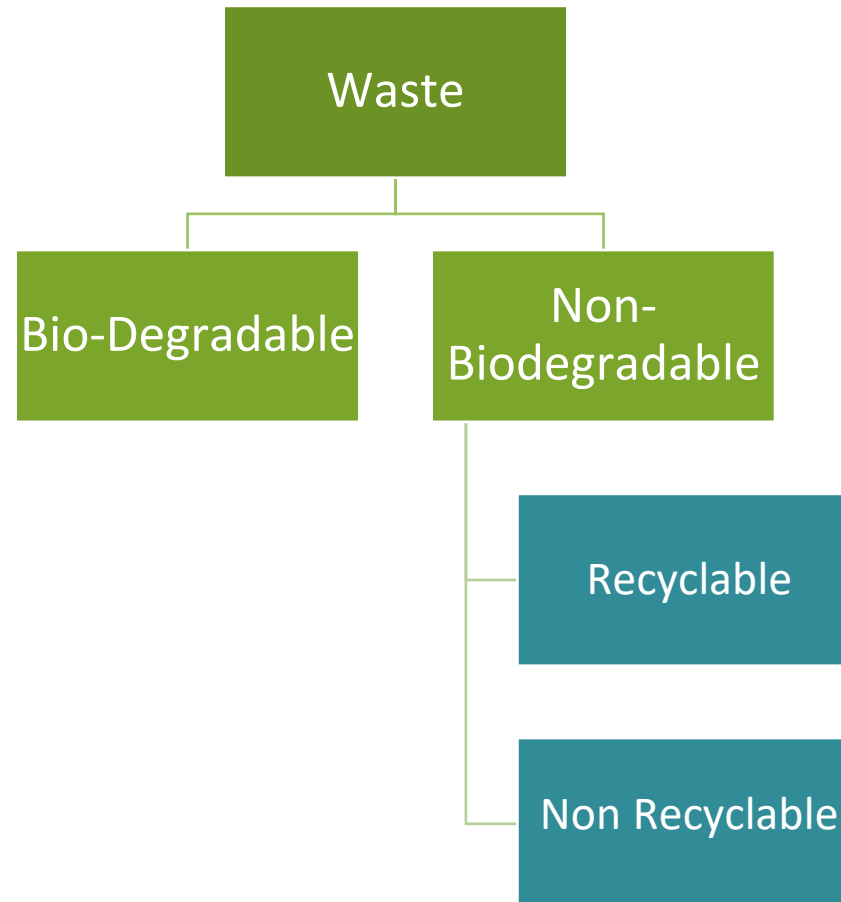 Waste
Bio-Degradable
Non-
Biodegradable
Recyclable
Non Recyclable